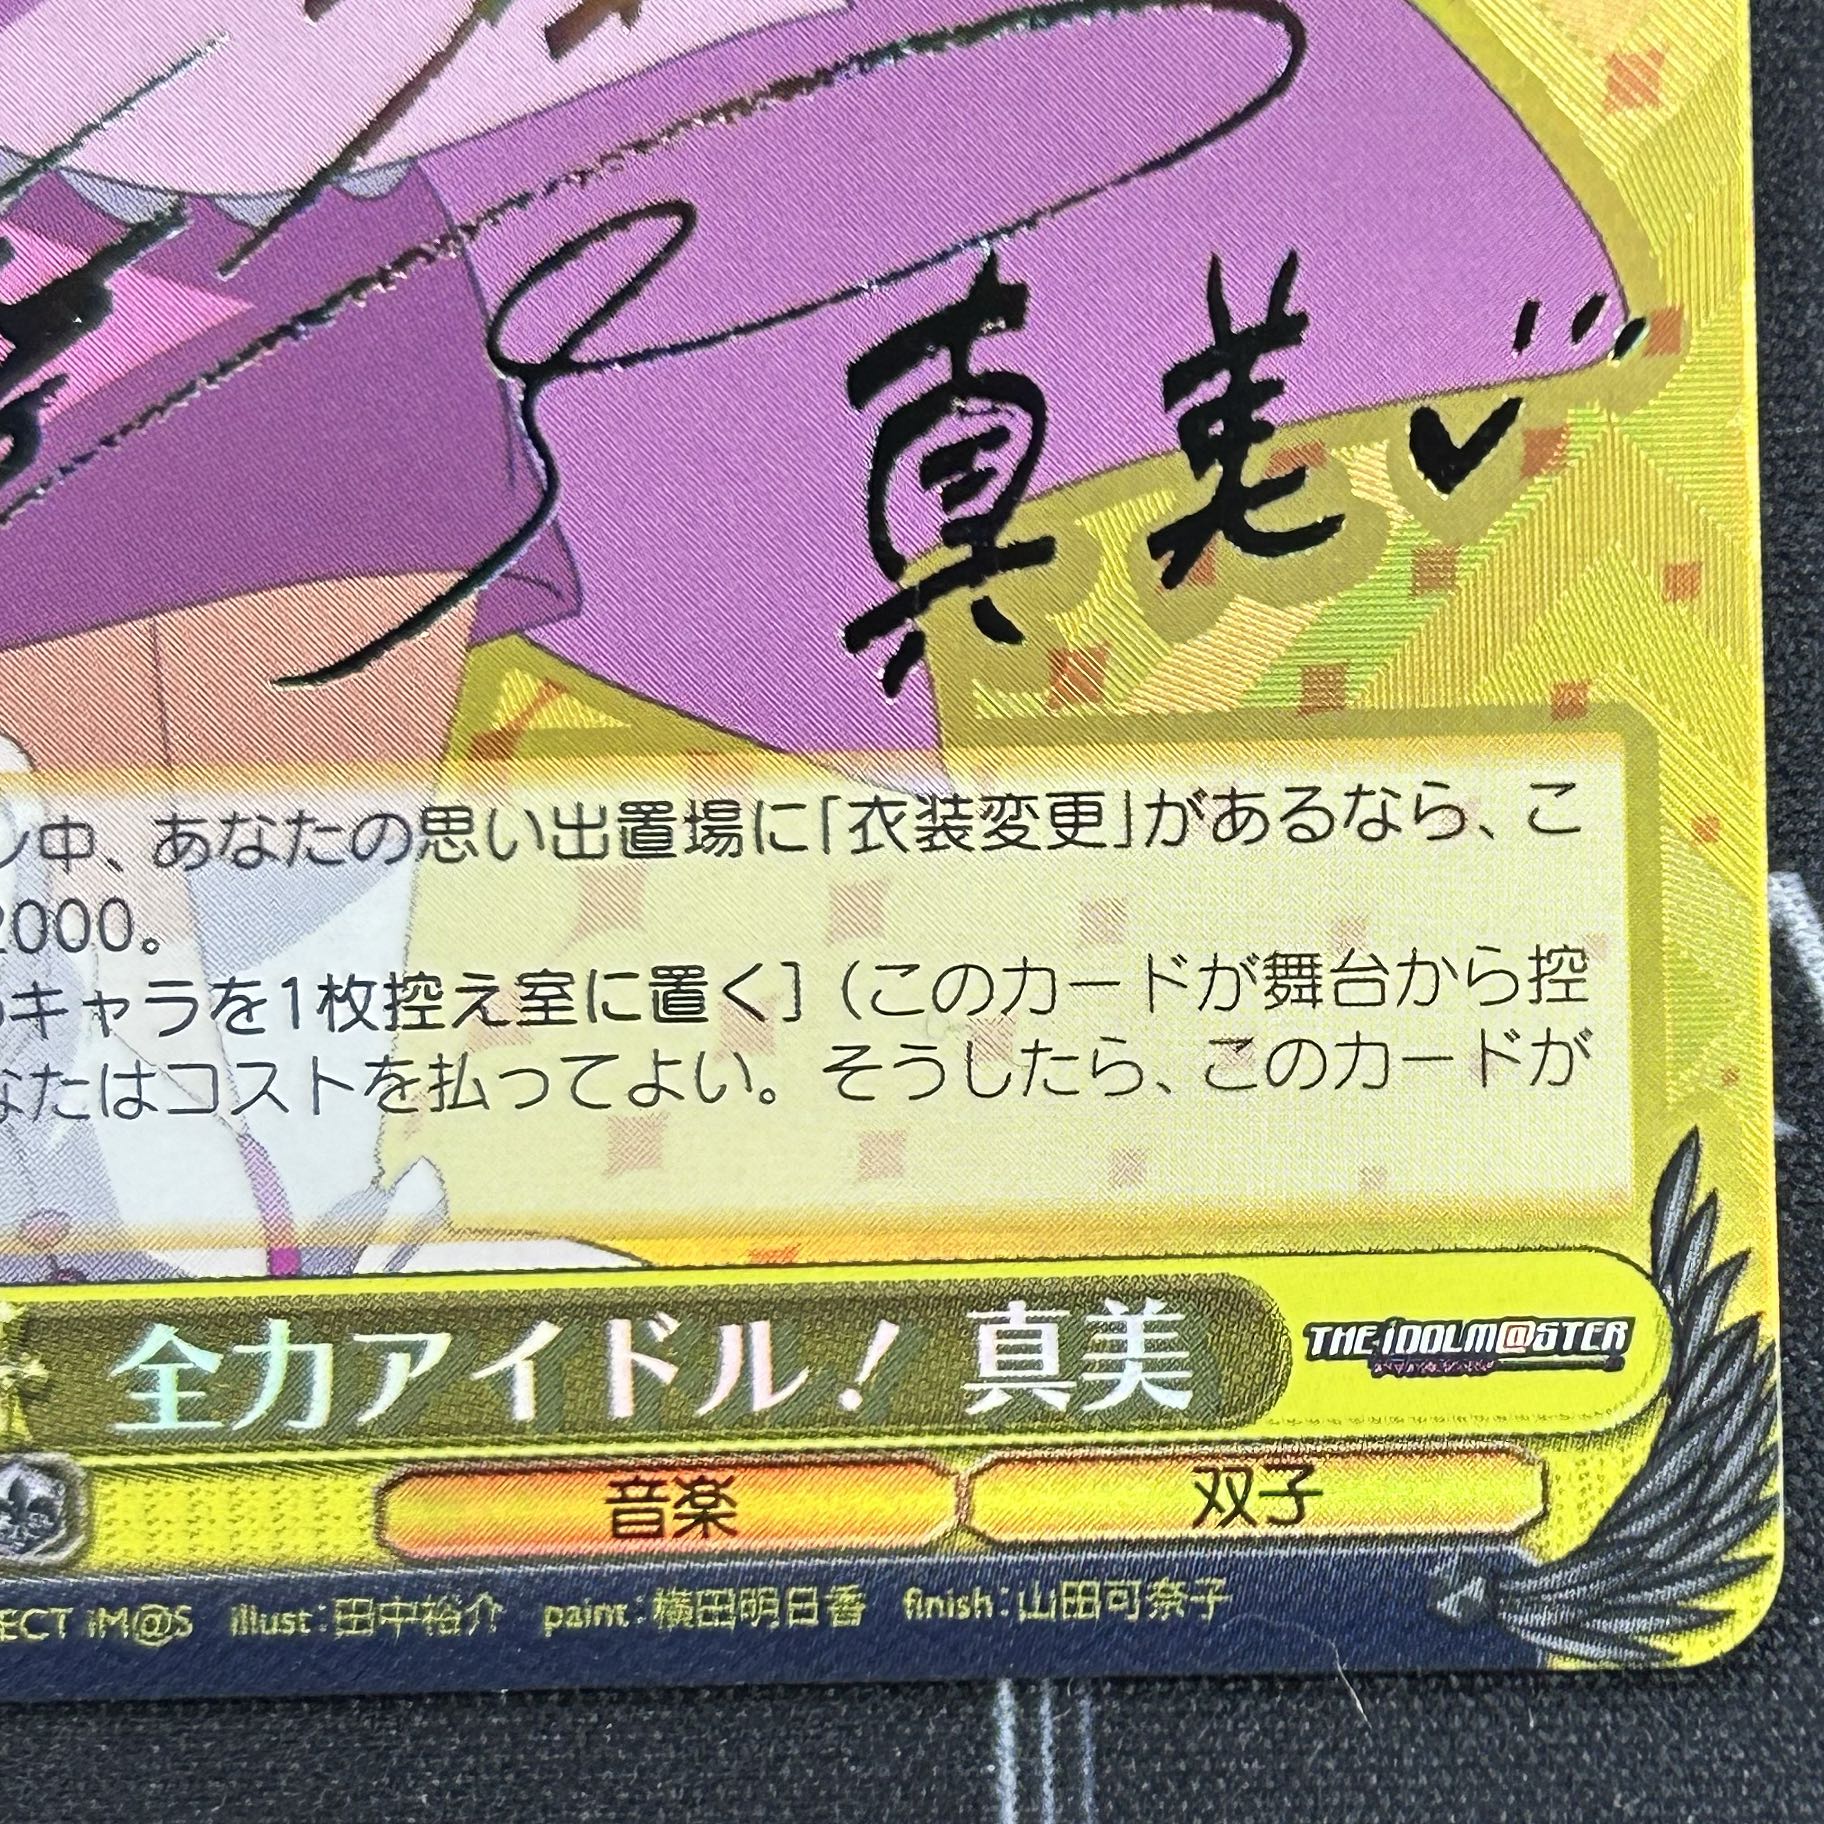 真美
ン中、あなたの思い出置場に「衣装変更」があるなら、こ
2000。
のキャラを1枚控え室に置く］（このカードが舞台から控
なたはコストを払ってよい。そうしたら、このカードが
全力アイドル！ 真美
THE iDOLM@STER
音楽 双子
ECT iM@S illust：田中裕介 paint：横田明日香 finish：山田可奈子